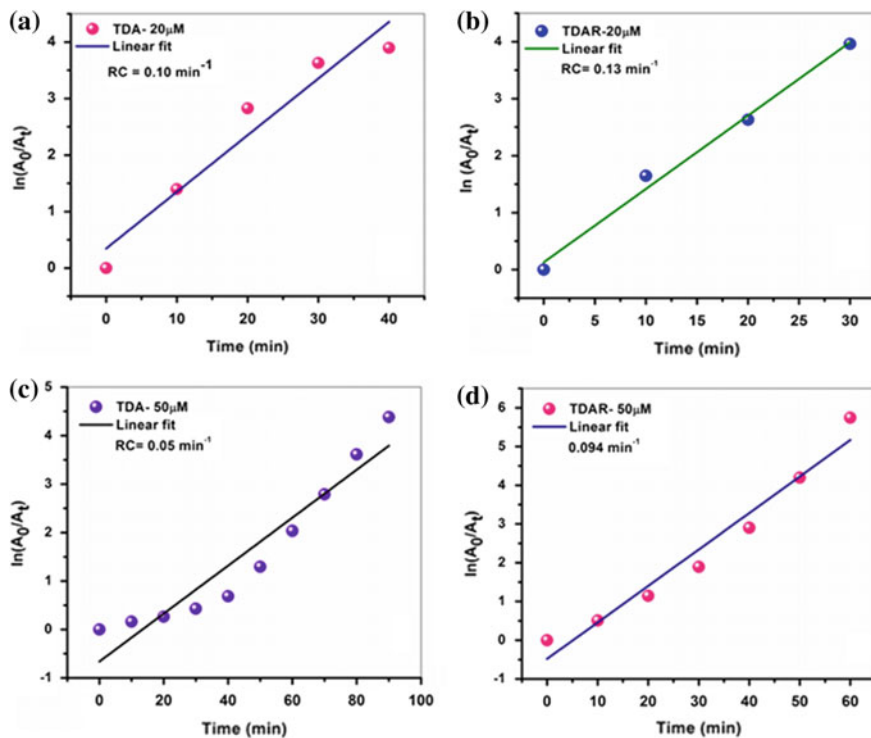 (a)
TDA- 20μM
Linear fit
RC = 0.10 min⁻¹
ln(A₀/Aₜ)
4
3
2
1
0
0 10 20 30 40
Time (min)
(b)
TDAR-20μM
Linear fit
RC= 0.13 min⁻¹
ln (A₀/Aₜ)
4
3
2
1
0
0 5 10 15 20 25 30
Time (min)
(c)
TDA- 50μM
Linear fit
RC= 0.05 min⁻¹
ln(A₀/Aₜ)
5
4
3
2
1
0
-1
0 20 40 60 80 100
Time (min)
(d)
TDAR- 50μM
Linear fit
0.094 min⁻¹
ln(A₀/Aₜ)
6
5
4
3
2
1
0
-1
0 10 20 30 40 50 60
Time (min)